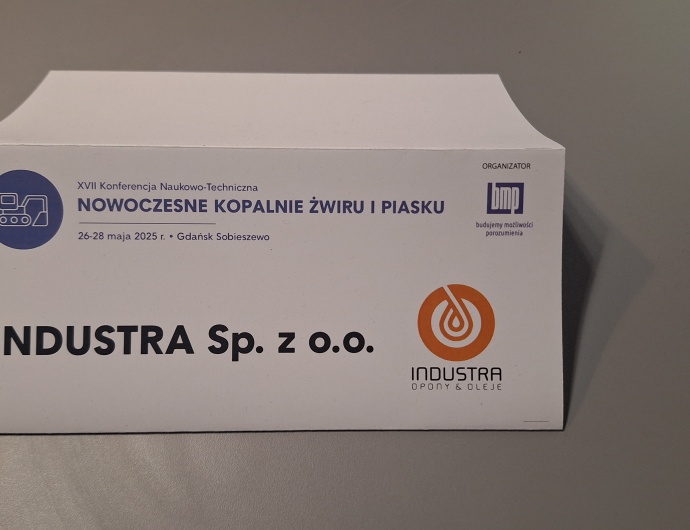 XVII Konferencja Naukowo-Techniczna
NOWOCZESNE KOPALNIE ŻWIRU I PIASKU
26-28 maja 2025 r. • Gdańsk Sobieszewo
ORGANIZATOR
bmp
budujemy możliwości
porozumienia
INDUSTRA Sp. z o.o.
INDUSTRA
OPONY & OLEJE